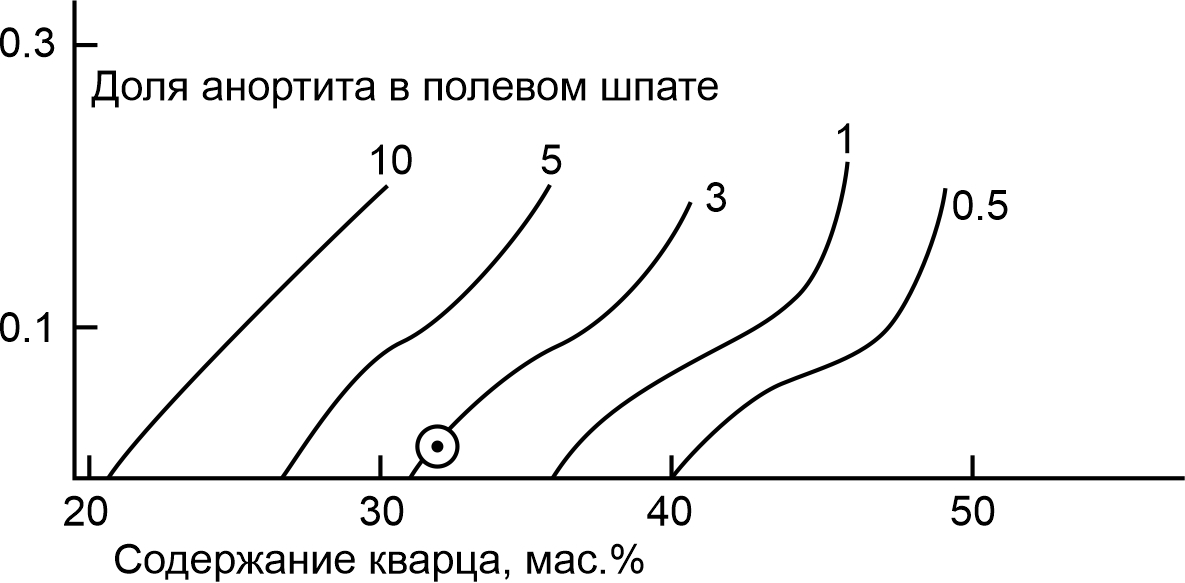 0.3
Доля анортита в полевом шпате
10 5 3 1 0.5
0.1
20 30 40 50
Содержание кварца, мас.%